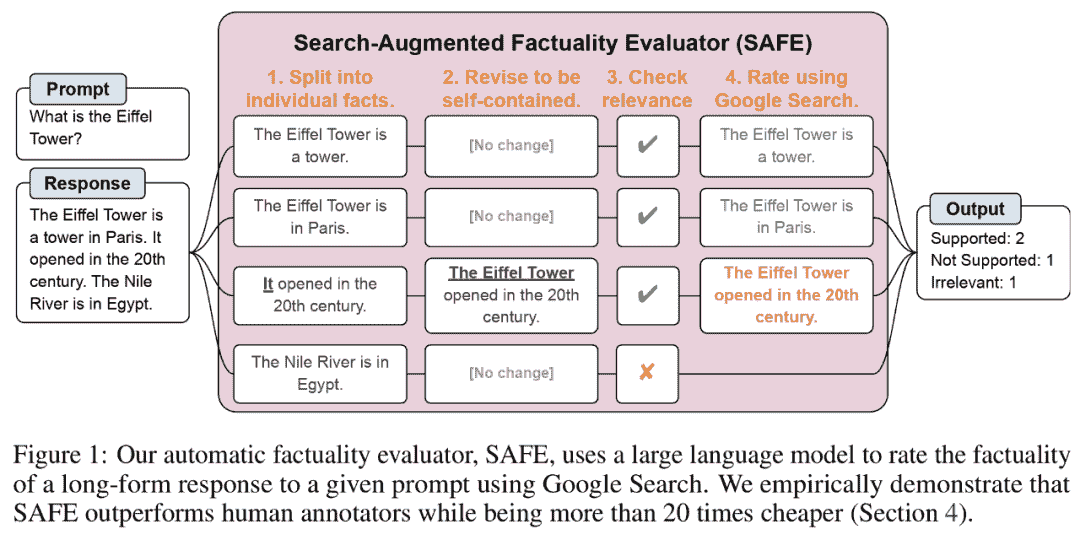 Search-Augmented Factuality Evaluator (SAFE)
Prompt
What is the Eiffel
Tower?
Response
The Eiffel Tower is
a tower in Paris. It
opened in the 20th
century. The Nile
River is in Egypt.
1. Split into
individual facts.
2. Revise to be
self-contained.
3. Check
relevance
4. Rate using
Google Search.
The Eiffel Tower is
a tower.
[No change]
✔
The Eiffel Tower is
a tower.
The Eiffel Tower is
in Paris.
[No change]
✔
The Eiffel Tower is
in Paris.
It opened in the
20th century.
The Eiffel Tower
opened in the 20th
century.
✔
The Eiffel Tower
opened in the 20th
century.
The Nile River is in
Egypt.
[No change]
✘
Output
Supported: 2
Not Supported: 1
Irrelevant: 1
Figure 1: Our automatic factuality evaluator, SAFE, uses a large language model to rate the factuality
of a long-form response to a given prompt using Google Search. We empirically demonstrate that
SAFE outperforms human annotators while being more than 20 times cheaper (Section 4).